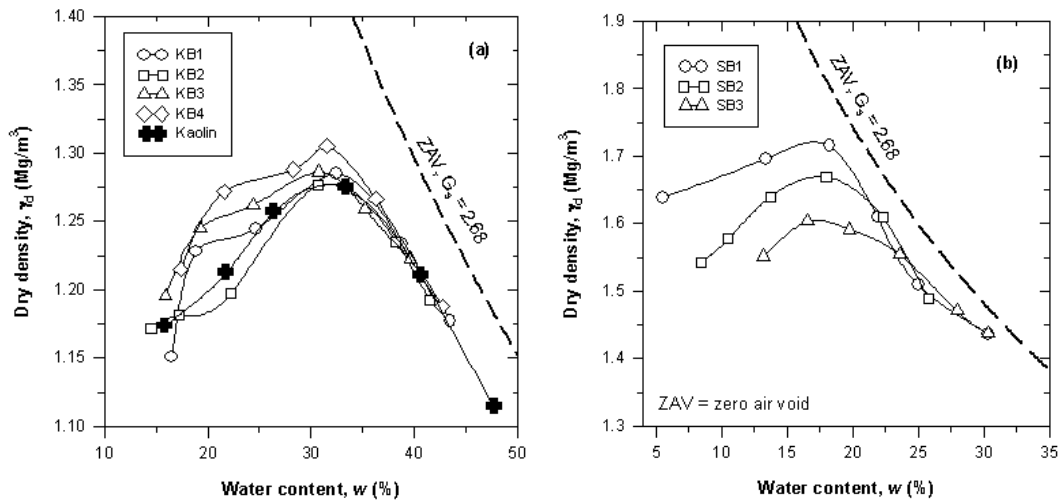 (a)
KB1
KB2
KB3
KB4
Kaolin
ZAV, Gs = 2.68
1.40
1.35
1.30
1.25
1.20
1.15
1.10
Dry density, γd (Mg/m³)
10
20
30
40
50
Water content, w (%)
(b)
SB1
SB2
SB3
ZAV, Gs = 2.68
1.9
1.8
1.7
1.6
1.5
1.4
1.3
Dry density, γd (Mg/m³)
ZAV = zero air void
5
10
15
20
25
30
35
Water content, w (%)